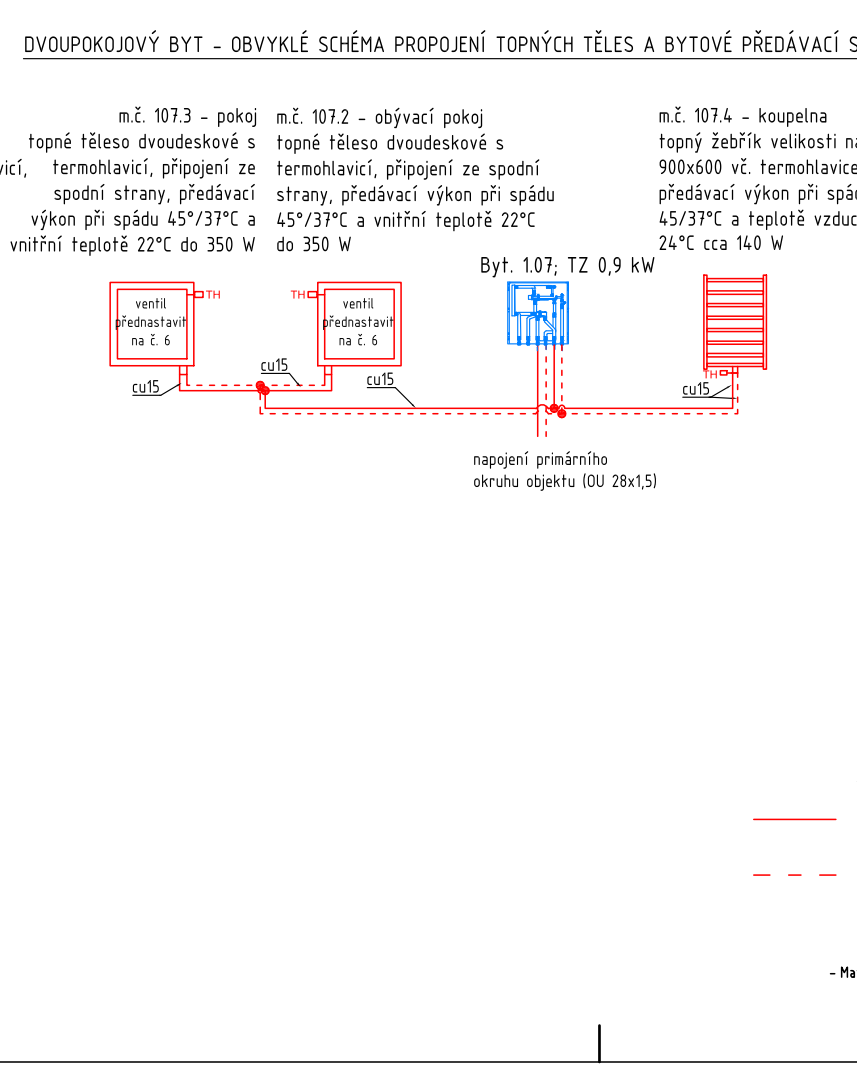 DVOUPOKOJOVÝ BYT - OBVYKLÉ SCHÉMA PROPOJENÍ TOPNÝCH TĚLES A BYTOVÉ PŘEDÁVACÍ S
vicí,
m.č. 107.3 - pokoj
topné těleso dvoudeskové s
termohlavicí, připojení ze
spodní strany, předávací
výkon při spádu 45°/37°C a
vnitřní teplotě 22°C do 350 W
m.č. 107.2 - obývací pokoj
topné těleso dvoudeskové s
termohlavicí, připojení ze spodní
strany, předávací výkon při spádu
45°/37°C a vnitřní teplotě 22°C
do 350 W
m.č. 107.4 - koupelna
topný žebřík velikosti na
900x600 vč. termohlavice
předávací výkon při spád
45/37°C a teplotě vzduc
24°C cca 140 W
Byt. 1.07; TZ 0,9 kW
TH
ventil
přednastavit
na č. 6
TH
ventil
přednastavit
na č. 6
TH
cu15
cu15
cu15
cu15
napojení primárního
okruhu objektu (OU 28x1,5)
- Ma